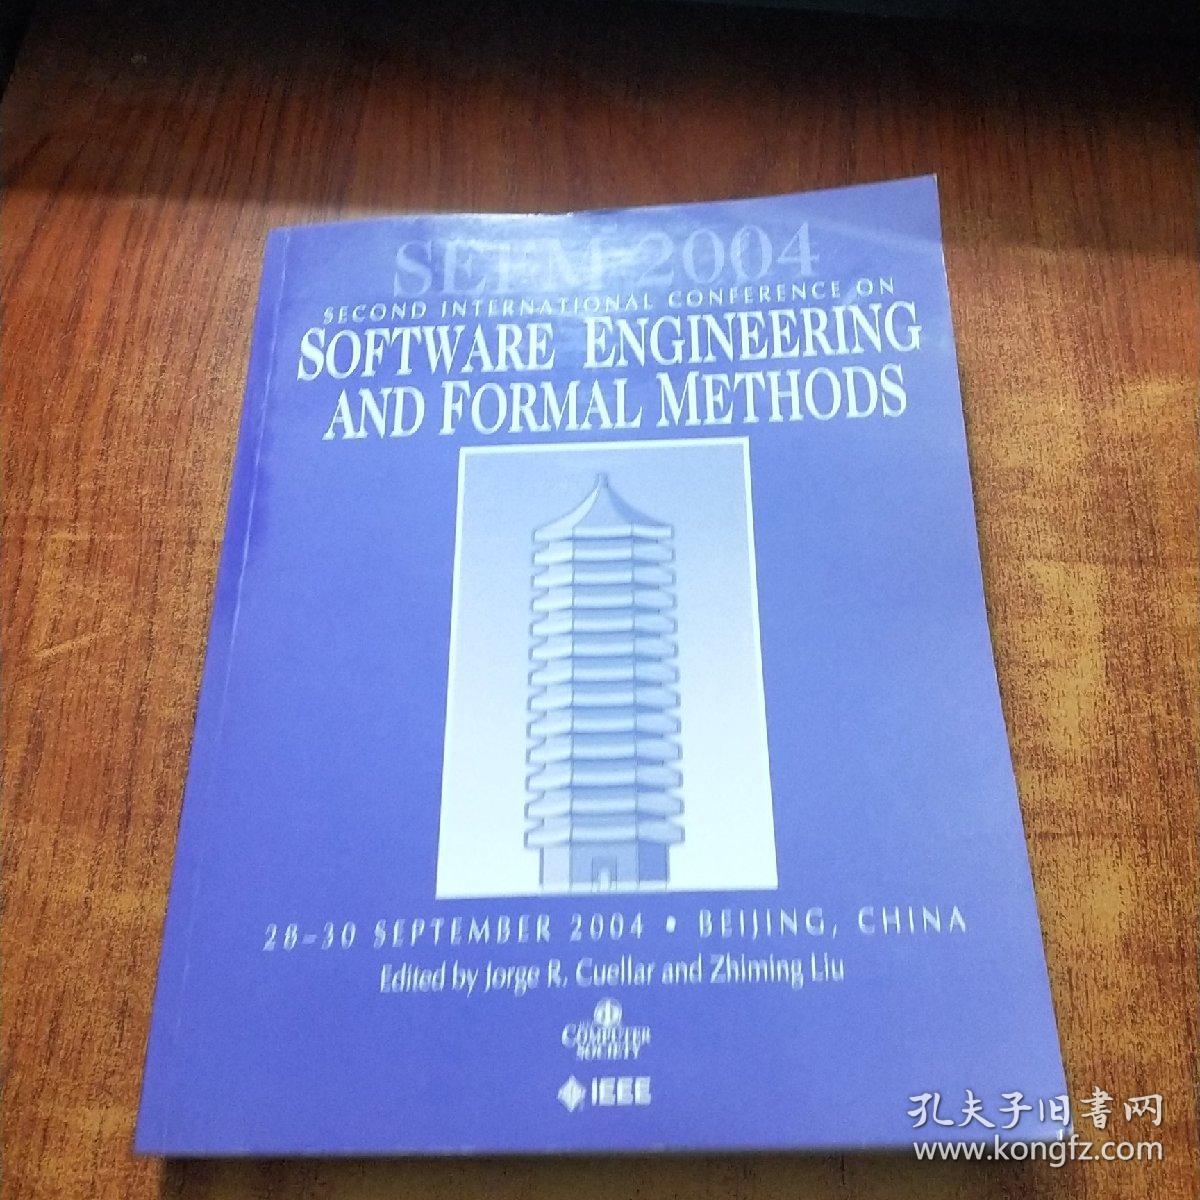 SEFM 2004
SECOND INTERNATIONAL CONFERENCE ON
SOFTWARE ENGINEERING
AND FORMAL METHODS
28-30 SEPTEMBER 2004 • BEIJING, CHINA
Edited by Jorge R. Cuellar and Zhiming Liu
COMPUTER
SOCIETY
IEEE
孔夫子旧书网
www.kongfz.com